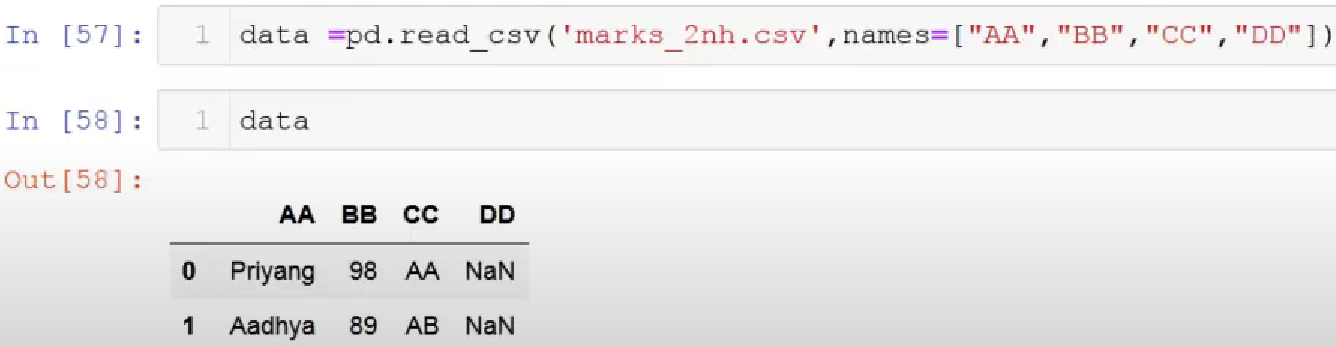 In [57]: 1 data =pd.read_csv('marks_2nh.csv',names=["AA","BB","CC","DD"])
In [58]: 1 data
Out[58]:
AA BB CC DD
0 Priyang 98 AA NaN
1 Aadhya 89 AB NaN